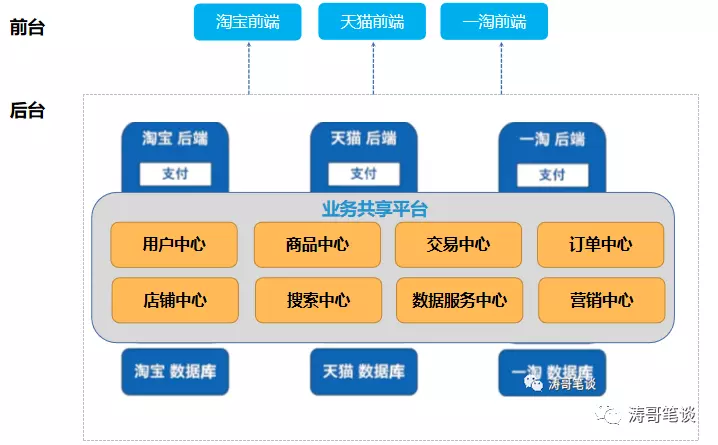 前台
淘宝前端
天猫前端
一淘前端
后台
淘宝 后端
天猫 后端
一淘 后端
支付
支付
支付
业务共享平台
用户中心
商品中心
交易中心
订单中心
店铺中心
搜索中心
数据服务中心
营销中心
淘宝 数据库
天猫 数据库
一淘 数据库
涛哥笔谈
涛哥笔谈